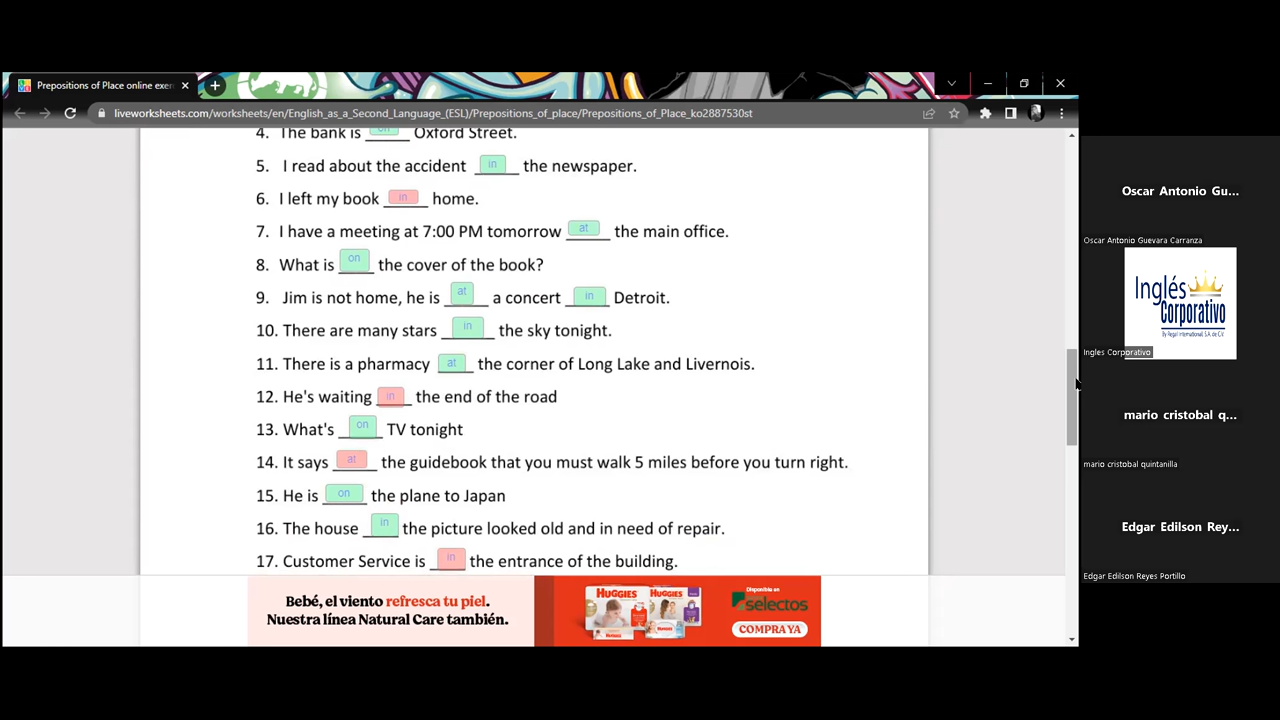 Prepositions of Place online exer
liveworksheets.com/worksheets/en/English_as_a_Second_Language_(ESL)/Prepositions_of_place/Prepositions_of_Place_ko2887530st
4. The bank is on Oxford Street.
5. I read about the accident in the newspaper.
6. I left my book in home.
7. I have a meeting at 7:00 PM tomorrow at the main office.
8. What is on the cover of the book?
9. Jim is not home, he is at a concert in Detroit.
10. There are many stars in the sky tonight.
11. There is a pharmacy at the corner of Long Lake and Livernois.
12. He's waiting in the end of the road
13. What's on TV tonight
14. It says at the guidebook that you must walk 5 miles before you turn right.
15. He is on the plane to Japan
16. The house in the picture looked old and in need of repair.
17. Customer Service is in the entrance of the building.
Bebé, el viento refresca tu piel.
Nuestra línea Natural Care también.
HUGGIES
HUGGIES
Disponible en
selectos
COMPRA YA
Oscar Antonio Gu...
Oscar Antonio Guevara Carranza
Inglés
Corporativo
By Regal International, S.A. de C.V.
Ingles Corporativo
mario cristobal q...
mario cristobal quintanilla
Edgar Edilson Rey...
Edgar Edilson Reyes Portillo